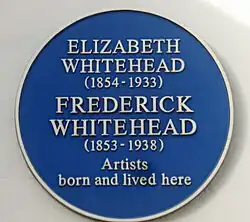 ELIZABETH
WHITEHEAD
(1854-1933)
FREDERICK
WHITEHEAD
(1853-1938)
Artists
born and lived here